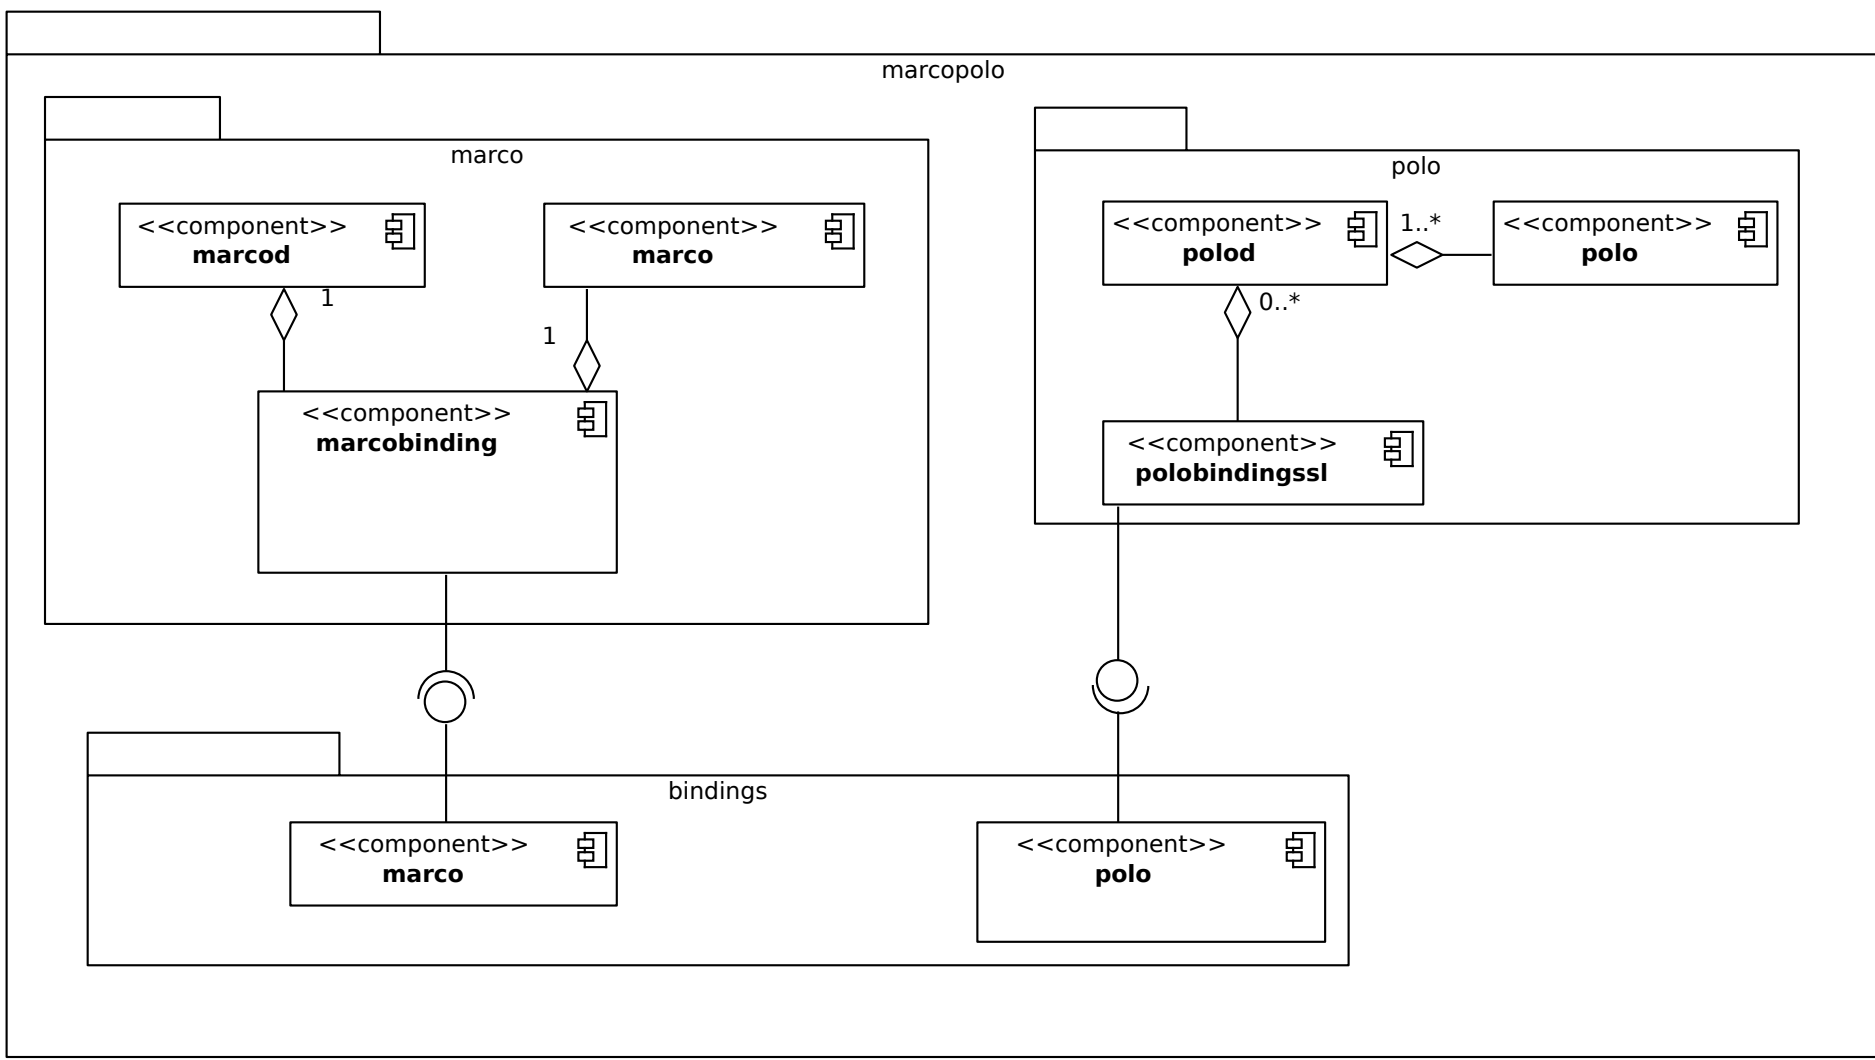 marcopolo
marco
<<component>>
marcod
<<component>>
marco
1
1
<<component>>
marcobinding
polo
<<component>>
polod
1..*
<<component>>
polo
0..*
<<component>>
polobindingssl
bindings
<<component>>
marco
<<component>>
polo